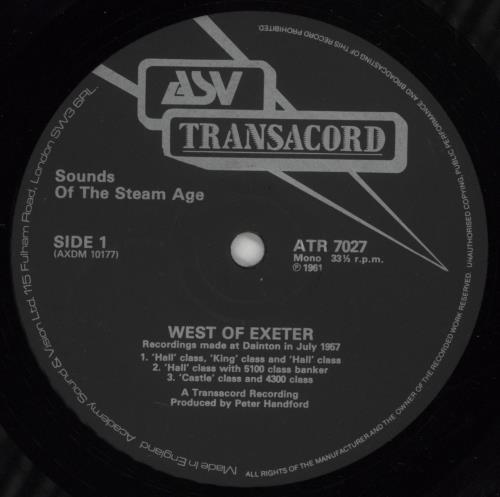 ASV
TRANSACORD
Sounds
Of The Steam Age
SIDE 1
(AXDM 10177)
ATR 7027
Mono 33⅓ r.p.m.
℗ 1961
WEST OF EXETER
Recordings made at Dainton in July 1957
1. 'Hall' class, 'King' class and 'Hall' class
2. 'Hall' class with 5100 class banker
3. 'Castle' class and 4300 class
A Transacord Recording
Produced by Peter Handford
Made in England Academy Sound & Vision Ltd. 115 Fulham Road, London SW3 6RL.
ALL RIGHTS OF THE MANUFACTURER AND THE OWNER OF THE RECORDED WORK RESERVED. UNAUTHORISED COPYING, PUBLIC PERFORMANCE AND BROADCASTING OF THIS RECORD PROHIBITED.